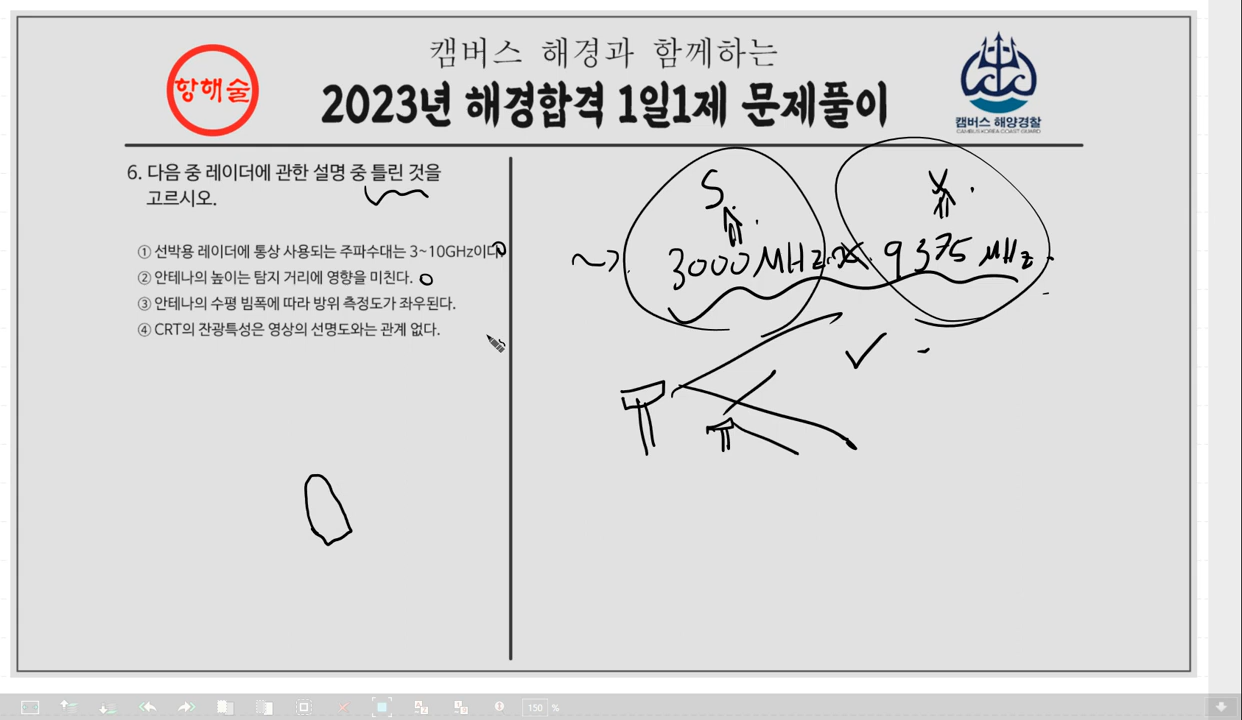 캠버스 해경과 함께하는
항해술
2023년 해경합격 1일1제 문제풀이
캠버스 해양경찰
CAMBUS KOREA COAST GUARD
6. 다음 중 레이더에 관한 설명 중 틀린 것을
고르시오.
① 선박용 레이더에 통상 사용되는 주파수대는 3~10GHz이다
② 안테나의 높이는 탐지 거리에 영향을 미친다.
③ 안테나의 수평 빔폭에 따라 방위 측정도가 좌우된다.
④ CRT의 잔광특성은 영상의 선명도와는 관계 없다.
S X
3000MHz 9375MHz
150 %